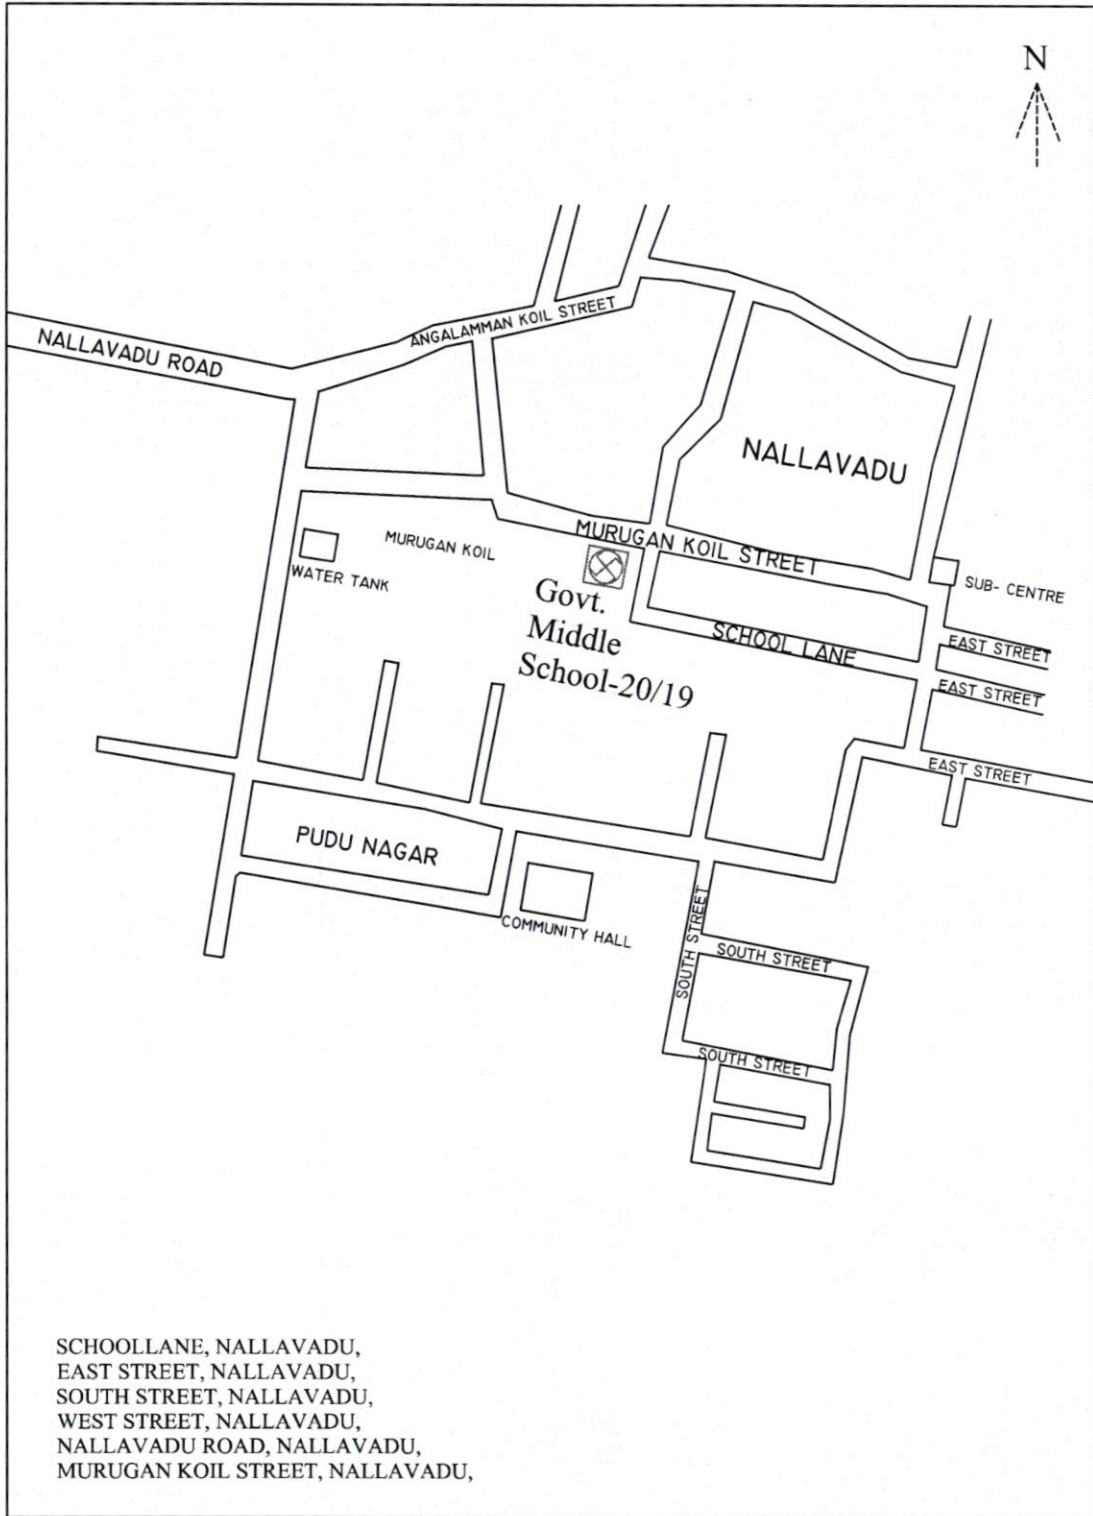 N
ANGALAMMAN KOIL STREET
NALLAVADU ROAD
NALLAVADU
MURUGAN KOIL STREET
MURUGAN KOIL
WATER TANK
SUB- CENTRE
Govt.
Middle
School-20/19
SCHOOL LANE
EAST STREET
EAST STREET
EAST STREET
PUDU NAGAR
COMMUNITY HALL
SOUTH STREET
SOUTH STREET
SOUTH STREET
SCHOOLLANE, NALLAVADU,
EAST STREET, NALLAVADU,
SOUTH STREET, NALLAVADU,
WEST STREET, NALLAVADU,
NALLAVADU ROAD, NALLAVADU,
MURUGAN KOIL STREET, NALLAVADU,